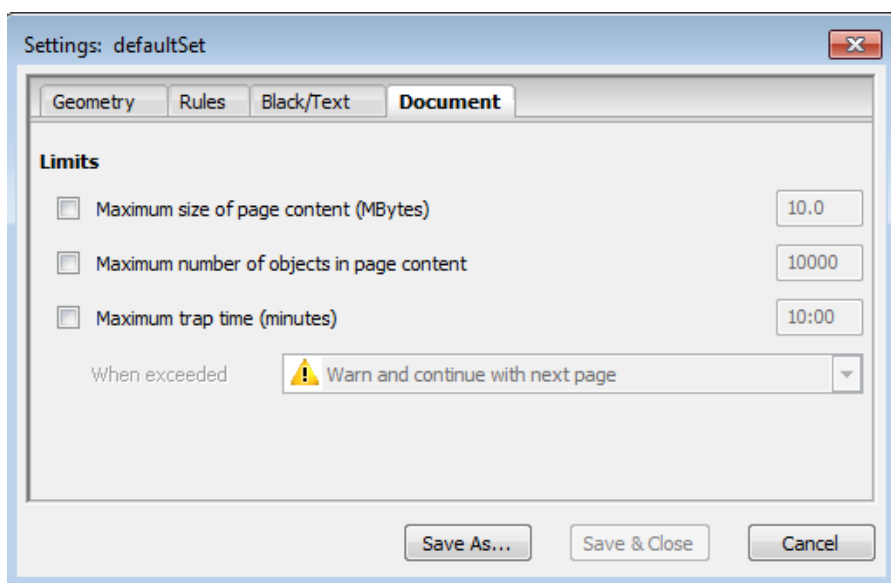 Settings: defaultSet
Geometry Rules Black/Text Document
Limits
Maximum size of page content (MBytes) 10.0
Maximum number of objects in page content 10000
Maximum trap time (minutes) 10:00
When exceeded Warn and continue with next page
Save As... Save & Close Cancel